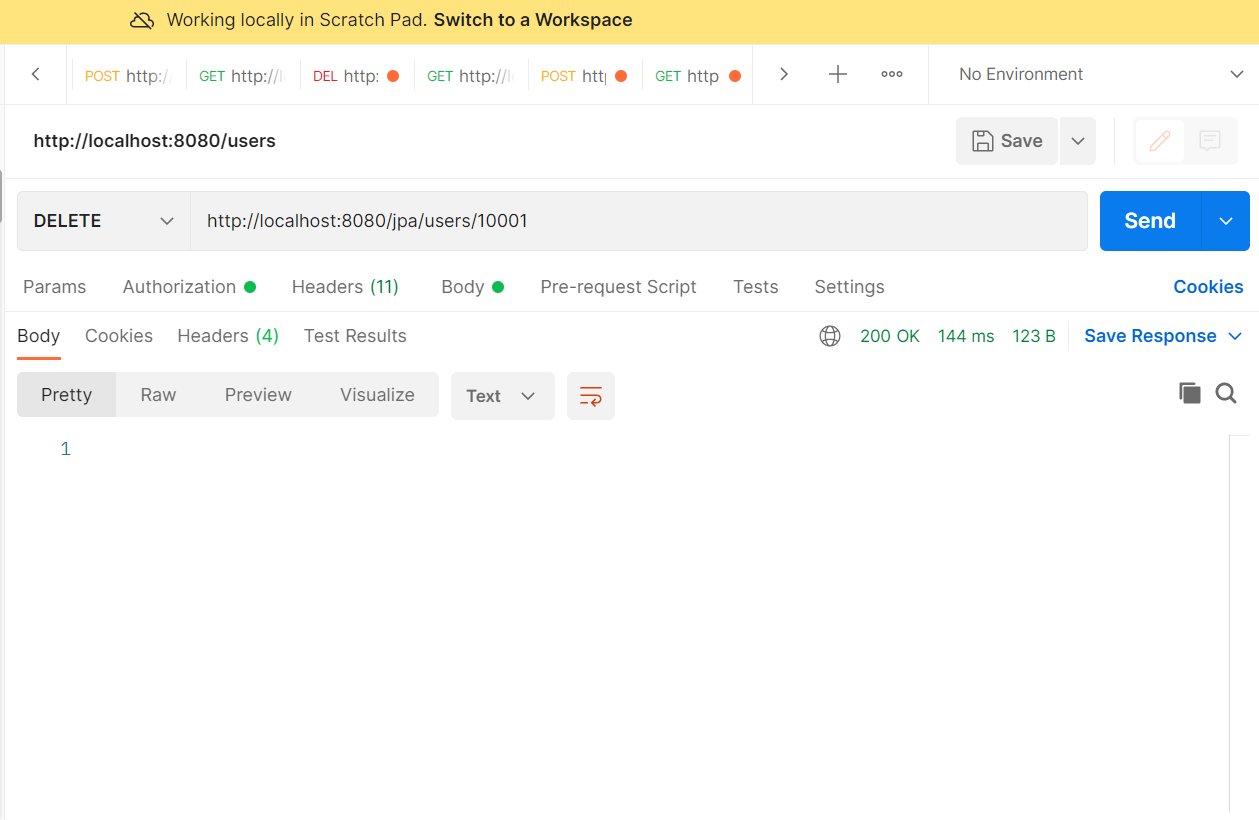 Working locally in Scratch Pad. Switch to a Workspace
POST http:/ GET http://l DEL http: GET http://l POST htt GET http No Environment
http://localhost:8080/users Save
DELETE http://localhost:8080/jpa/users/10001 Send
Params Authorization Headers (11) Body Pre-request Script Tests Settings Cookies
Body Cookies Headers (4) Test Results 200 OK 144 ms 123 B Save Response
Pretty Raw Preview Visualize Text
1